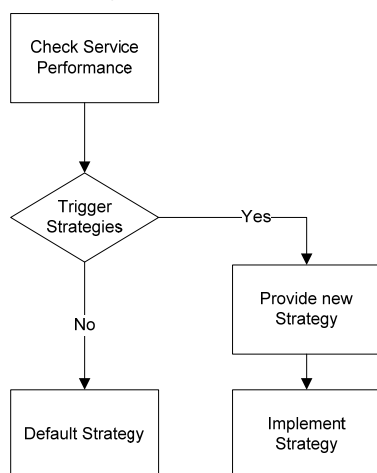 Check Service
Performance
Trigger
Strategies
Yes
Provide new
Strategy
No
Default Strategy
Implement
Strategy